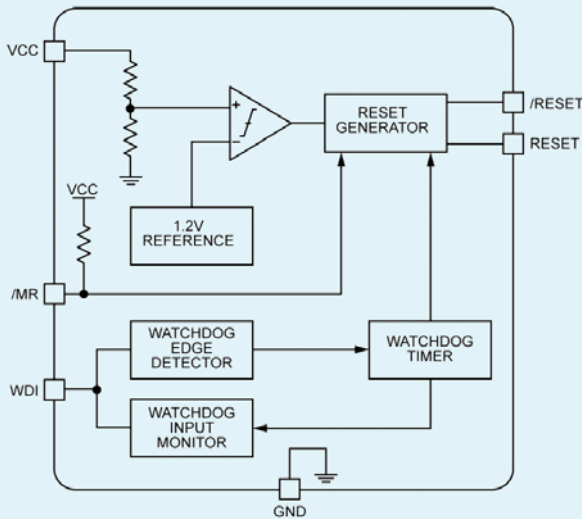 VCC
+
−
RESET
GENERATOR
/RESET
RESET
VCC
1.2V
REFERENCE
/MR
WATCHDOG
EDGE
DETECTOR
WATCHDOG
TIMER
WDI
WATCHDOG
INPUT
MONITOR
GND